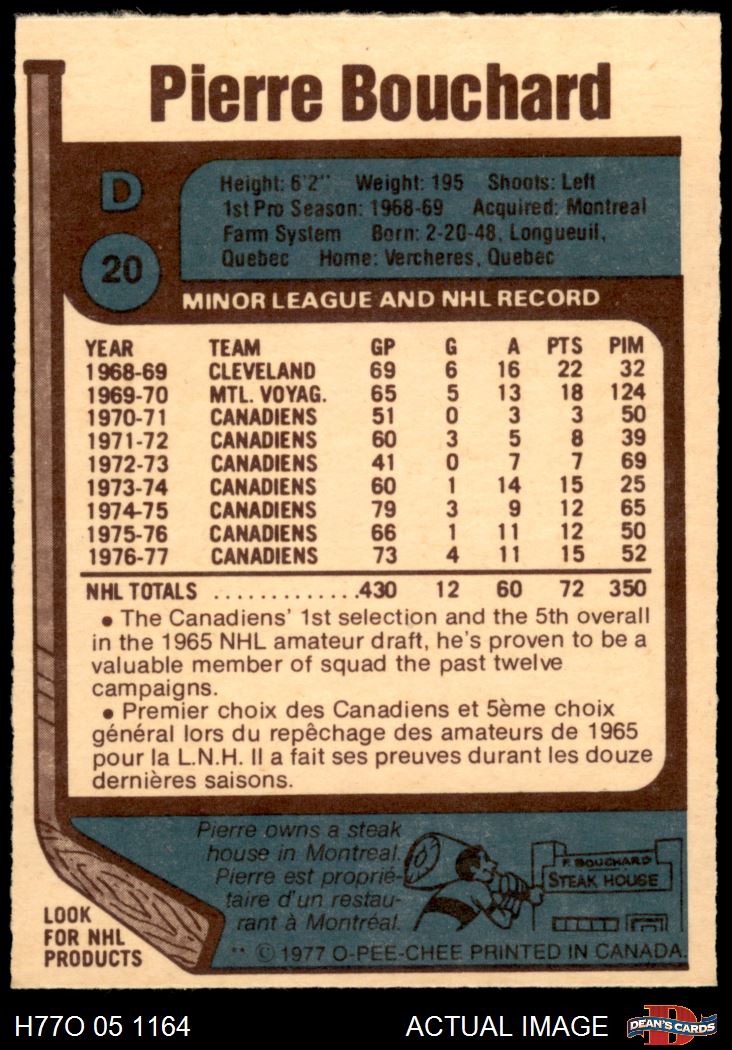 Pierre Bouchard
D
20
Height: 6'2" Weight: 195 Shoots: Left
1st Pro Season: 1968-69 Acquired: Montreal
Farm System Born: 2-20-48, Longueuil,
Quebec Home: Vercheres, Quebec
MINOR LEAGUE AND NHL RECORD
YEAR TEAM GP G A PTS PIM
1968-69 CLEVELAND 69 6 16 22 32
1969-70 MTL. VOYAG. 65 5 13 18 124
1970-71 CANADIENS 51 0 3 3 50
1971-72 CANADIENS 60 3 5 8 39
1972-73 CANADIENS 41 0 7 7 69
1973-74 CANADIENS 60 1 14 15 25
1974-75 CANADIENS 79 3 9 12 65
1975-76 CANADIENS 66 1 11 12 50
1976-77 CANADIENS 73 4 11 15 52
NHL TOTALS ..............430 12 60 72 350
• The Canadiens' 1st selection and the 5th overall
in the 1965 NHL amateur draft, he's proven to be a
valuable member of squad the past twelve
campaigns.
• Premier choix des Canadiens et 5ème choix
général lors du repêchage des amateurs de 1965
pour la L.N.H. Il a fait ses preuves durant les douze
dernières saisons.
Pierre owns a steak
house in Montreal.
Pierre est proprié-
taire d'un restau-
rant à Montréal.
P. BOUCHARD
STEAK HOUSE
LOOK
FOR NHL
PRODUCTS
** © 1977 O-PEE-CHEE PRINTED IN CANADA.
H77O 05 1164 ACTUAL IMAGE
D
DEAN'S CARDS